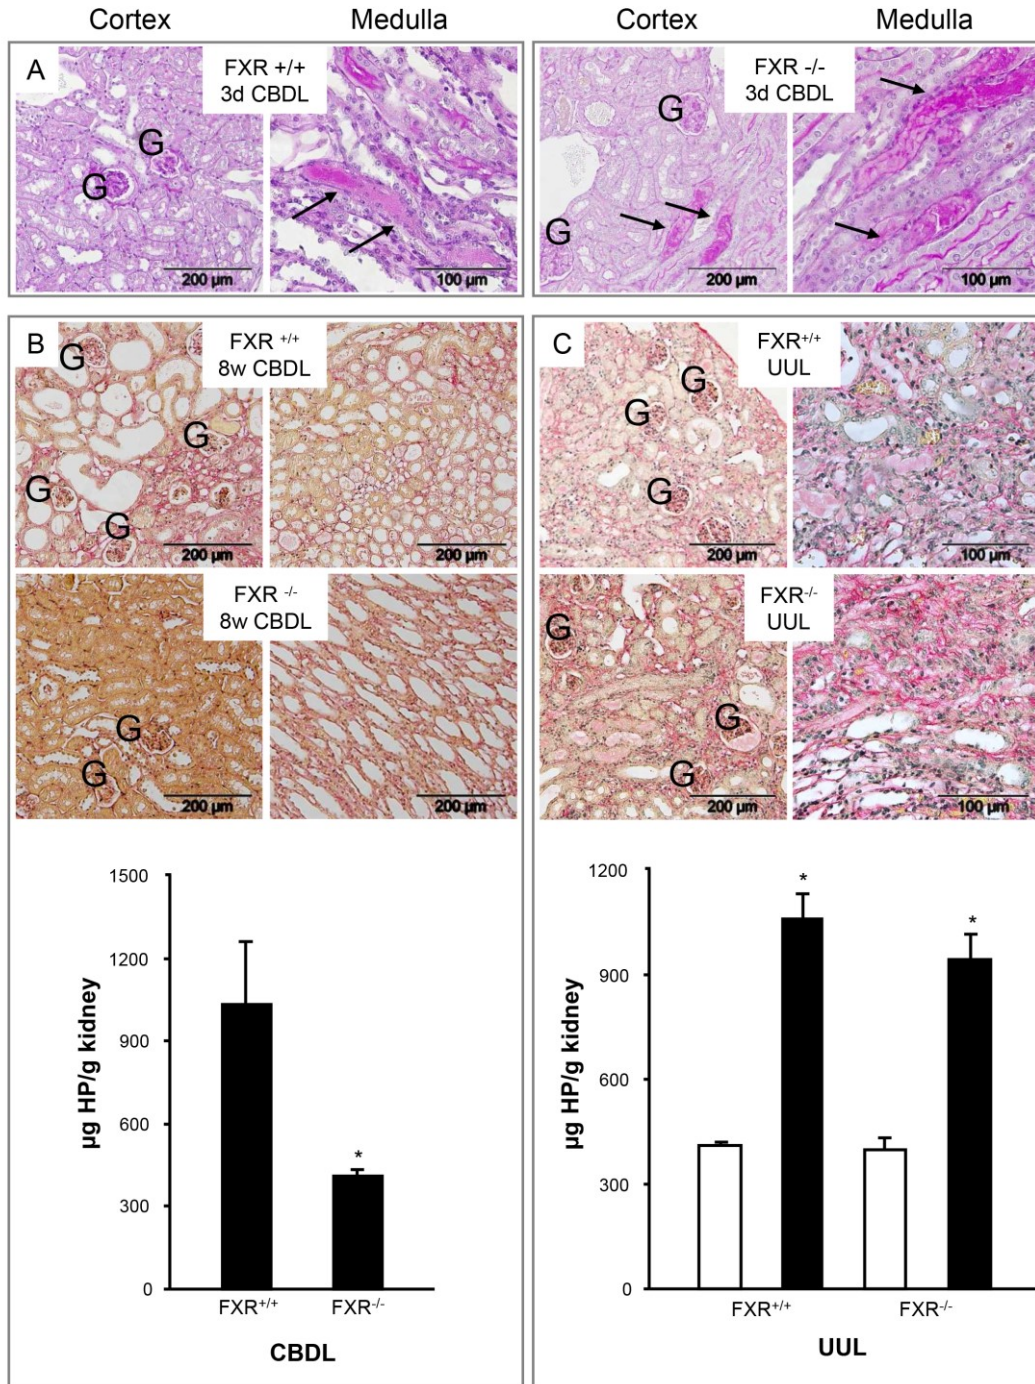 Cortex Medulla Cortex Medulla
A
FXR +/+
3d CBDL
G
G
200 µm
100 µm
FXR -/-
3d CBDL
G
G
200 µm
100 µm
B
FXR +/+
8w CBDL
G
G
G
G
200 µm
200 µm
FXR -/-
8w CBDL
G
G
200 µm
200 µm
1500
1200
900
600
300
0
µg HP/g kidney
*
FXR+/+ FXR-/-
CBDL
C
FXR+/+
UUL
G
G
G
200 µm
100 µm
FXR-/-
UUL
G
G
G
200 µm
100 µm
1200
900
600
300
0
µg HP/g kidney
*
*
FXR+/+ FXR-/-
UUL